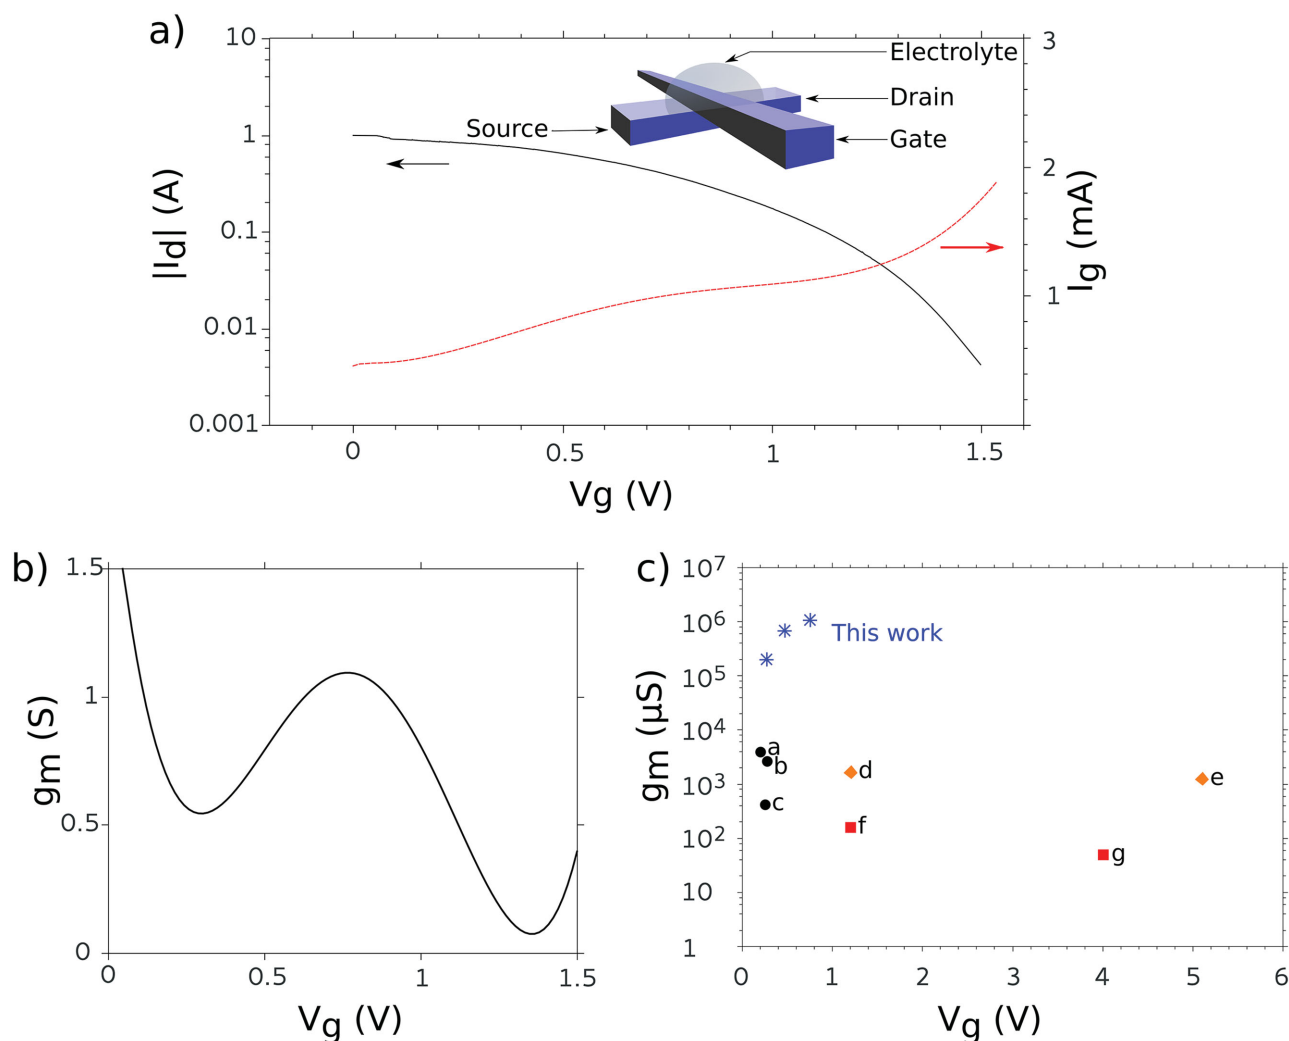 a)
10
1
0.1
0.01
0.001
|Id| (A)
3
2
1
Ig (mA)
Electrolyte
Drain
Source
Gate
0 0.5 1 1.5
Vg (V)
b)
1.5
1
0.5
0
gm (S)
0 0.5 1 1.5
Vg (V)
c)
10⁷
10⁶
10⁵
10⁴
10³
10²
10
1
gm (µS)
This work
a
b
c
d
e
f
g
0 1 2 3 4 5 6
Vg (V)